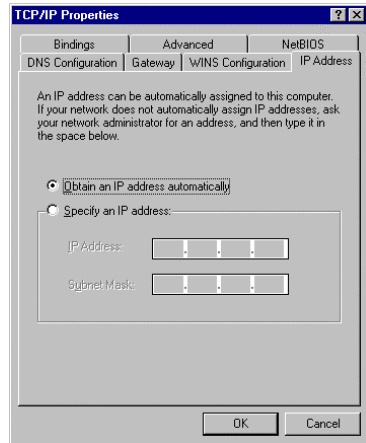 TCP/IP Properties
Bindings Advanced NetBIOS
DNS Configuration Gateway WINS Configuration IP Address
An IP address can be automatically assigned to this computer.
If your network does not automatically assign IP addresses, ask
your network administrator for an address, and then type it in
the space below.
Obtain an IP address automatically
Specify an IP address:
IP Address:
Subnet Mask:
OK Cancel